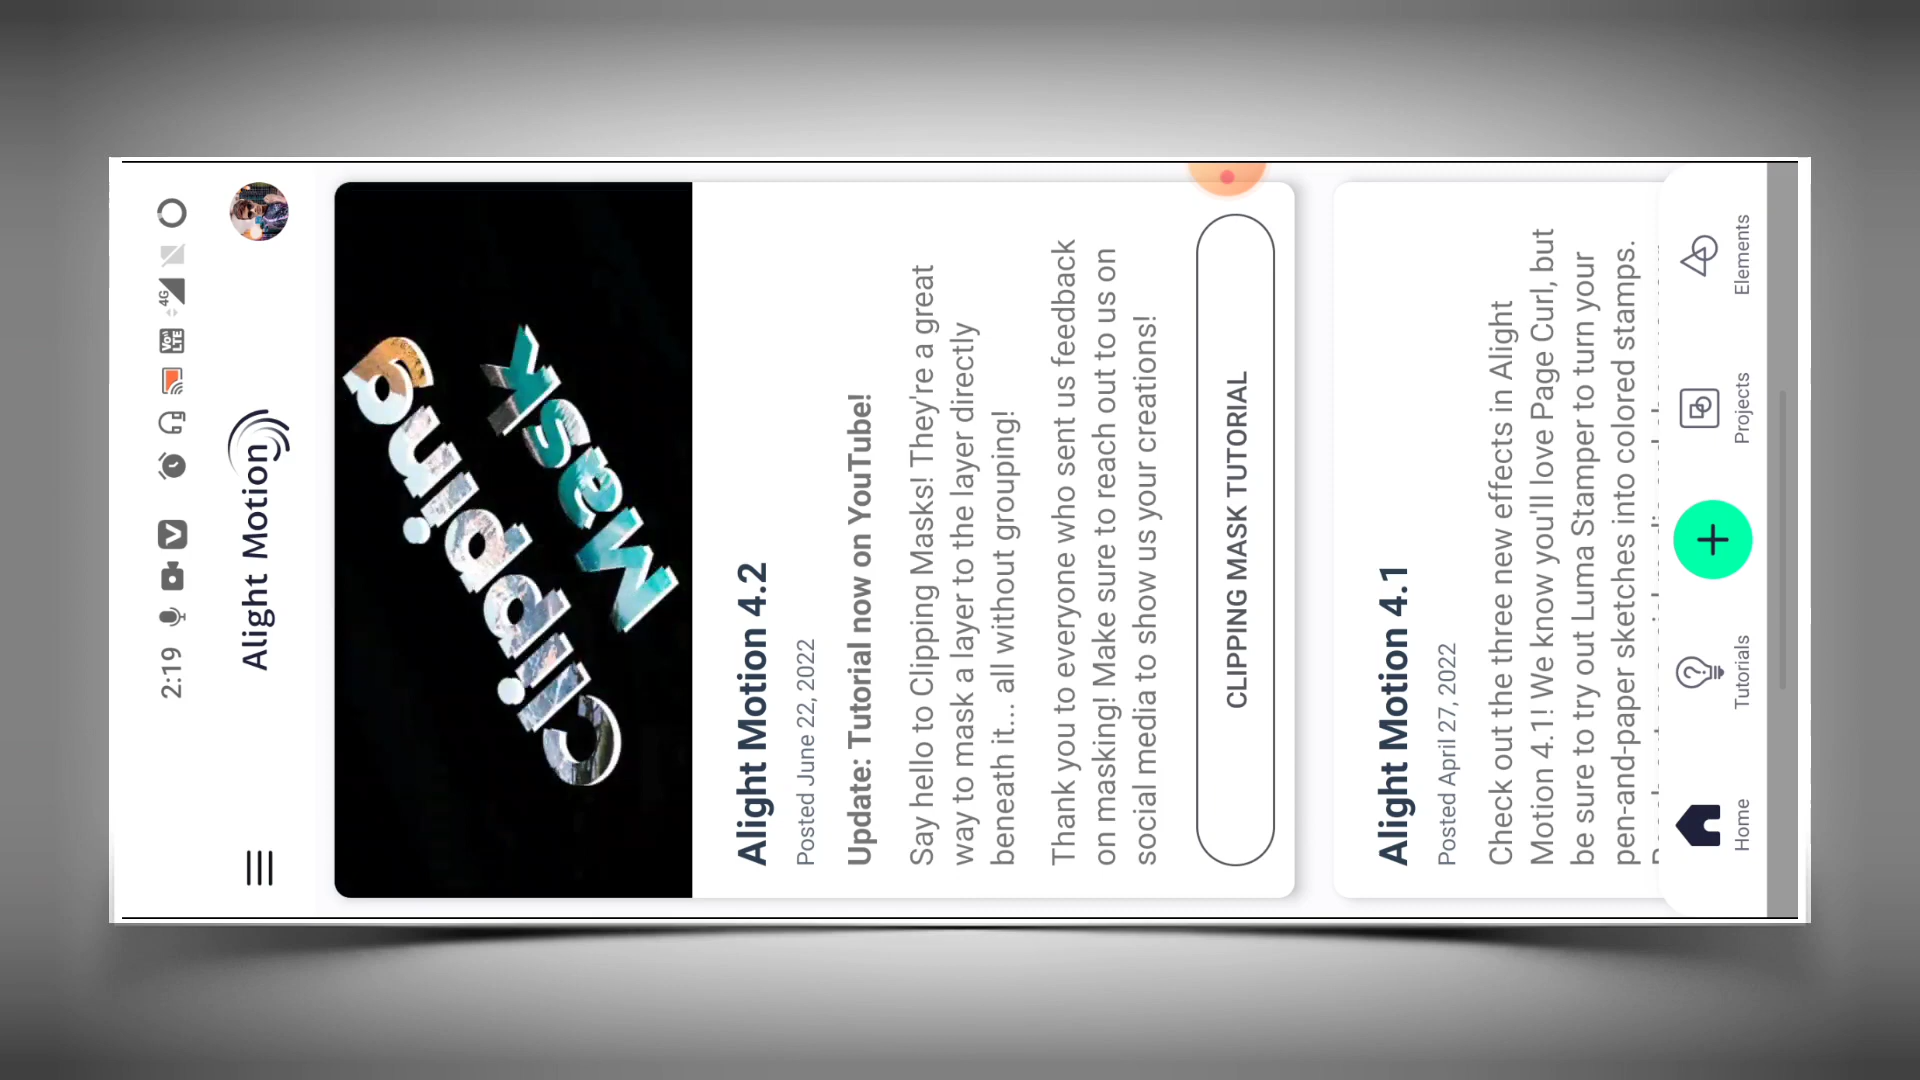 2:19
4G
Vo))
LTE
Alight Motion
Clipping
Mask
Alight Motion 4.2
Posted June 22, 2022
Update: Tutorial now on YouTube!
Say hello to Clipping Masks! They're a great
way to mask a layer to the layer directly
beneath it... all without grouping!
Thank you to everyone who sent us feedback
on masking! Make sure to reach out to us on
social media to show us your creations!
CLIPPING MASK TUTORIAL
Alight Motion 4.1
Posted April 27, 2022
Check out the three new effects in Alight
Motion 4.1! We know you'll love Page Curl, but
be sure to try out Luma Stamper to turn your
pen-and-paper sketches into colored stamps.
Home
Tutorials
Projects
Elements